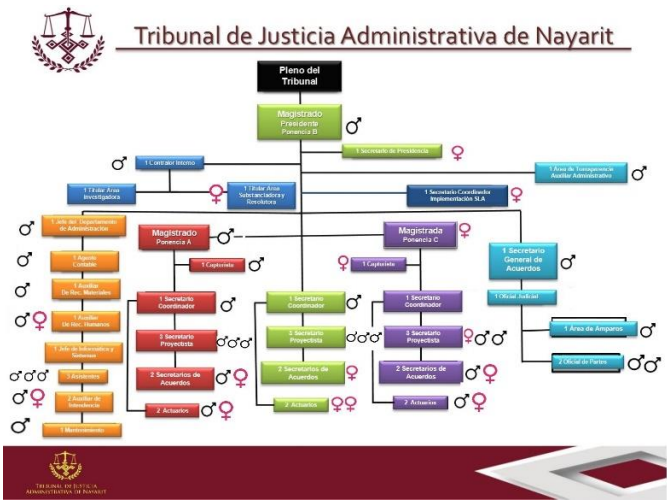 Tribunal de Justicia Administrativa de Nayarit
Pleno del
Tribunal
Magistrado
Presidente
Ponencia B
1 Secretario de Presidencia
1 Contralor Interno
1 Área de Transparencia
Auxiliar Administrativo
1 Titular Área
Investigadora
1 Titular Área
Substanciadora y
Resolutora
1 Secretario Coordinador
Implementación SLA
1 Jefe del Departamento
de Administración
Magistrado
Ponencia A
Magistrada
Ponencia C
1 Secretario
General de
Acuerdos
1 Agente
Contable
1 Capturista
1 Capturista
1 Auxiliar
De Rec. Materiales
1 Secretario
Coordinador
1 Secretario
Coordinador
1 Secretario
Coordinador
1 Oficial Judicial
1 Auxiliar
De Rec. Humanos
3 Secretario
Proyectista
3 Secretario
Proyectista
3 Secretario
Proyectista
1 Área de Amparos
1 Jefe de Informática y
Sistemas
2 Secretarios de
Acuerdos
2 Secretarios de
Acuerdos
2 Secretarios de
Acuerdos
2 Oficial de Partes
3 Asistentes
2 Auxiliar de
Intendencia
2 Actuarios
2 Actuarios
2 Actuarios
1 Mantenimiento
Tribunal de Justicia
Administrativa de Nayarit